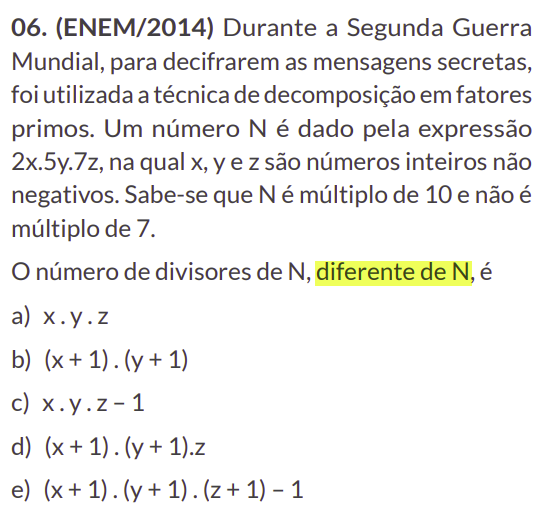 06. (ENEM/2014) Durante a Segunda Guerra
Mundial, para decifrarem as mensagens secretas,
foi utilizada a técnica de decomposição em fatores
primos. Um número N é dado pela expressão
2x.5y.7z, na qual x, y e z são números inteiros não
negativos. Sabe-se que N é múltiplo de 10 e não é
múltiplo de 7.
O número de divisores de N, diferente de N, é
a) x . y . z
b) (x + 1) . (y + 1)
c) x . y . z – 1
d) (x + 1) . (y + 1).z
e) (x + 1) . (y + 1) . (z + 1) – 1